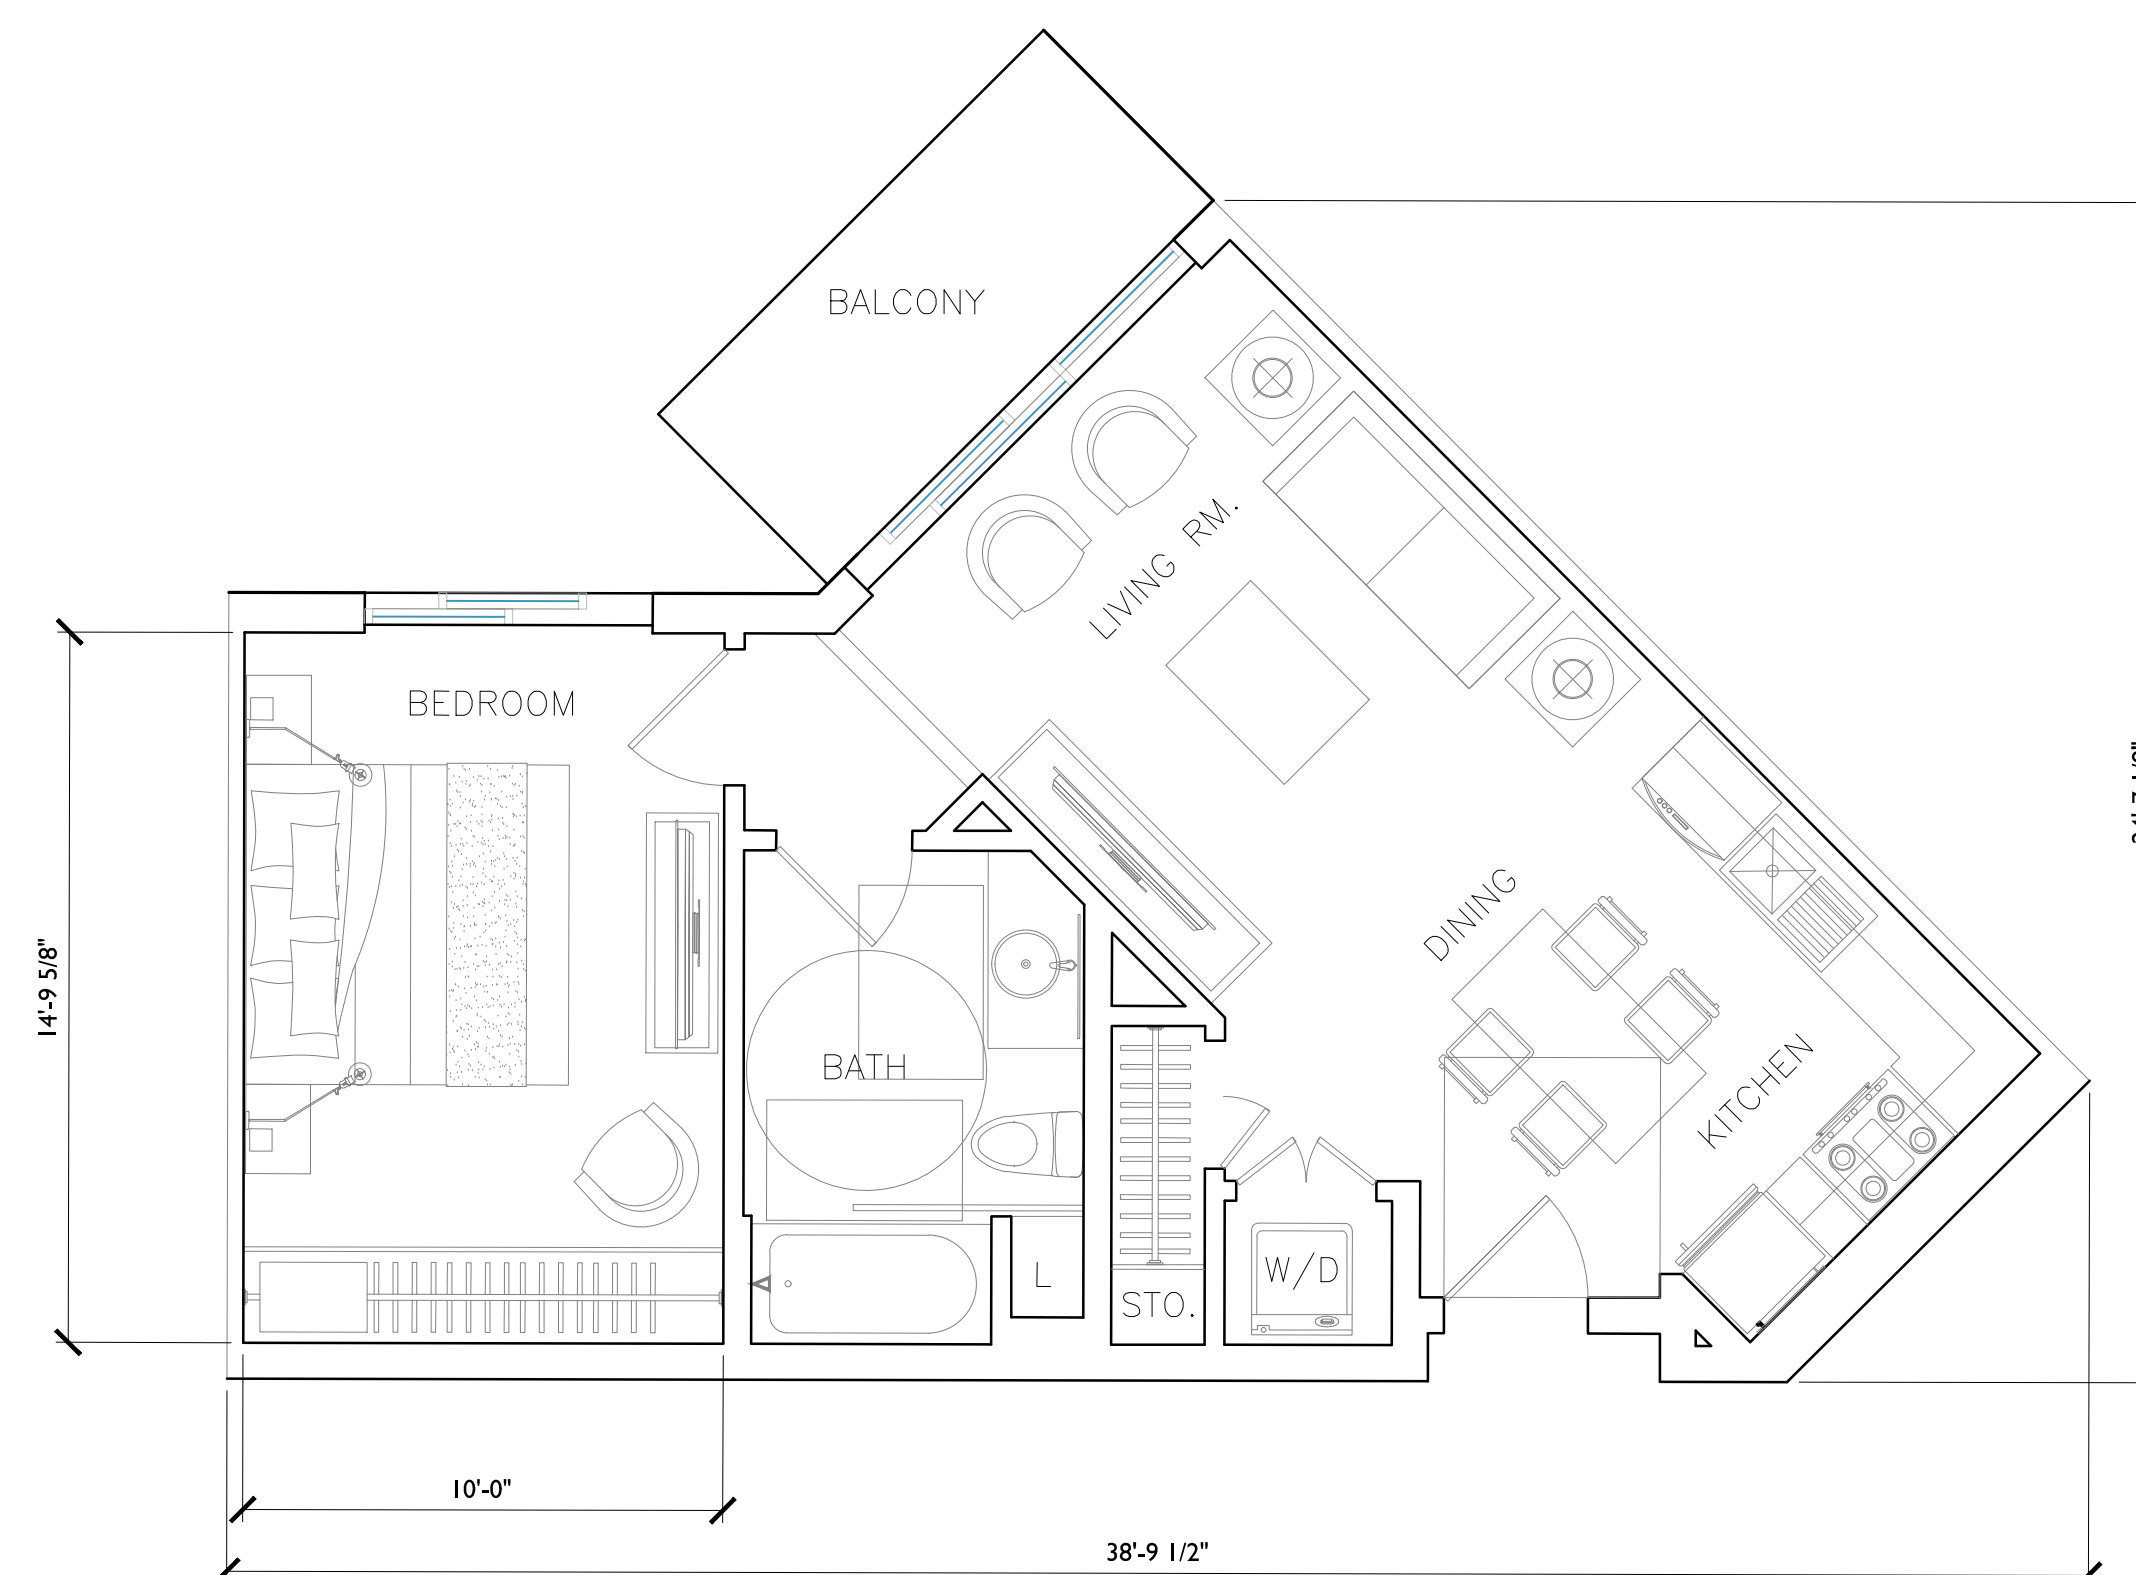 BALCONY
LIVING RM.
BEDROOM
DINING
14'-9 5/8"
BATH
KITCHEN
W/D
L
STO.
10'-0"
38'-9 1/2"